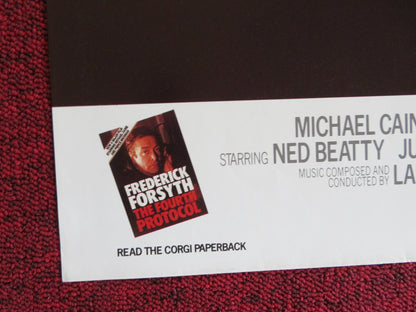 MICHAEL CAIN
STARRING NED BEATTY JU
MUSIC COMPOSED AND
CONDUCTED BY LA
FREDERICK
FORSYTH
THE FOURTH
PROTOCOL
READ THE CORGI PAPERBACK